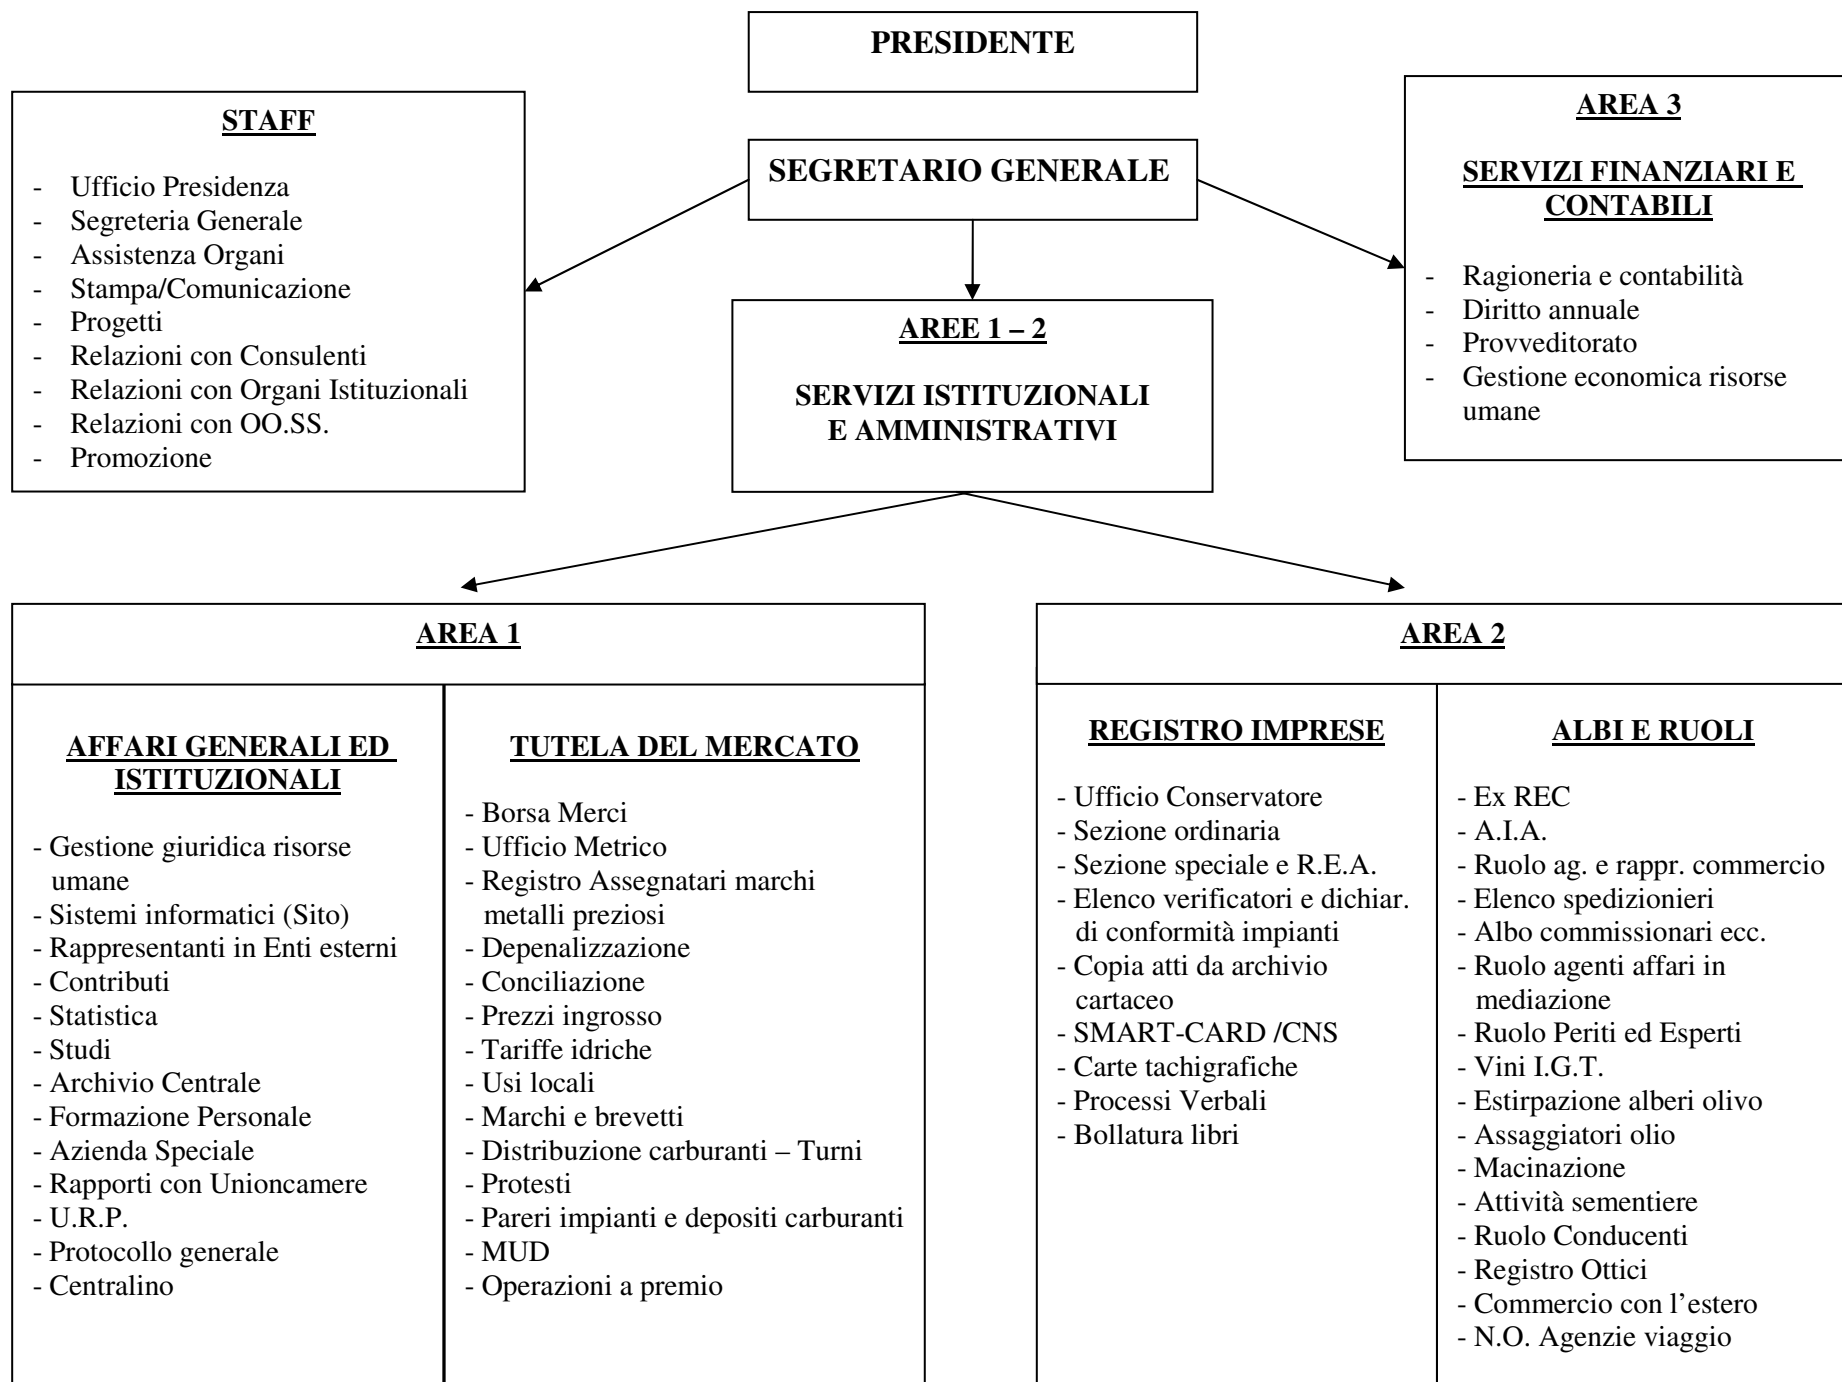 PRESIDENTE
STAFF
- Ufficio Presidenza
- Segreteria Generale
- Assistenza Organi
- Stampa/Comunicazione
- Progetti
- Relazioni con Consulenti
- Relazioni con Organi Istituzionali
- Relazioni con OO.SS.
- Promozione
SEGRETARIO GENERALE
AREA 3
SERVIZI FINANZIARI E
CONTABILI
- Ragioneria e contabilità
- Diritto annuale
- Provveditorato
- Gestione economica risorse
umane
AREE 1 – 2
SERVIZI ISTITUZIONALI
E AMMINISTRATIVI
AREA 1
AFFARI GENERALI ED
ISTITUZIONALI
- Gestione giuridica risorse
umane
- Sistemi informatici (Sito)
- Rappresentanti in Enti esterni
- Contributi
- Statistica
- Studi
- Archivio Centrale
- Formazione Personale
- Azienda Speciale
- Rapporti con Unioncamere
- U.R.P.
- Protocollo generale
- Centralino
TUTELA DEL MERCATO
- Borsa Merci
- Ufficio Metrico
- Registro Assegnatari marchi
metalli preziosi
- Depenalizzazione
- Conciliazione
- Prezzi ingrosso
- Tariffe idriche
- Usi locali
- Marchi e brevetti
- Distribuzione carburanti – Turni
- Protesti
- Pareri impianti e depositi carburanti
- MUD
- Operazioni a premio
AREA 2
REGISTRO IMPRESE
- Ufficio Conservatore
- Sezione ordinaria
- Sezione speciale e R.E.A.
- Elenco verificatori e dichiar.
di conformità impianti
- Copia atti da archivio
cartaceo
- SMART-CARD /CNS
- Carte tachigrafiche
- Processi Verbali
- Bollatura libri
ALBI E RUOLI
- Ex REC
- A.I.A.
- Ruolo ag. e rappr. commercio
- Elenco spedizionieri
- Albo commissionari ecc.
- Ruolo agenti affari in
mediazione
- Ruolo Periti ed Esperti
- Vini I.G.T.
- Estirpazione alberi olivo
- Assaggiatori olio
- Macinazione
- Attività sementiere
- Ruolo Conducenti
- Registro Ottici
- Commercio con l’estero
- N.O. Agenzie viaggio